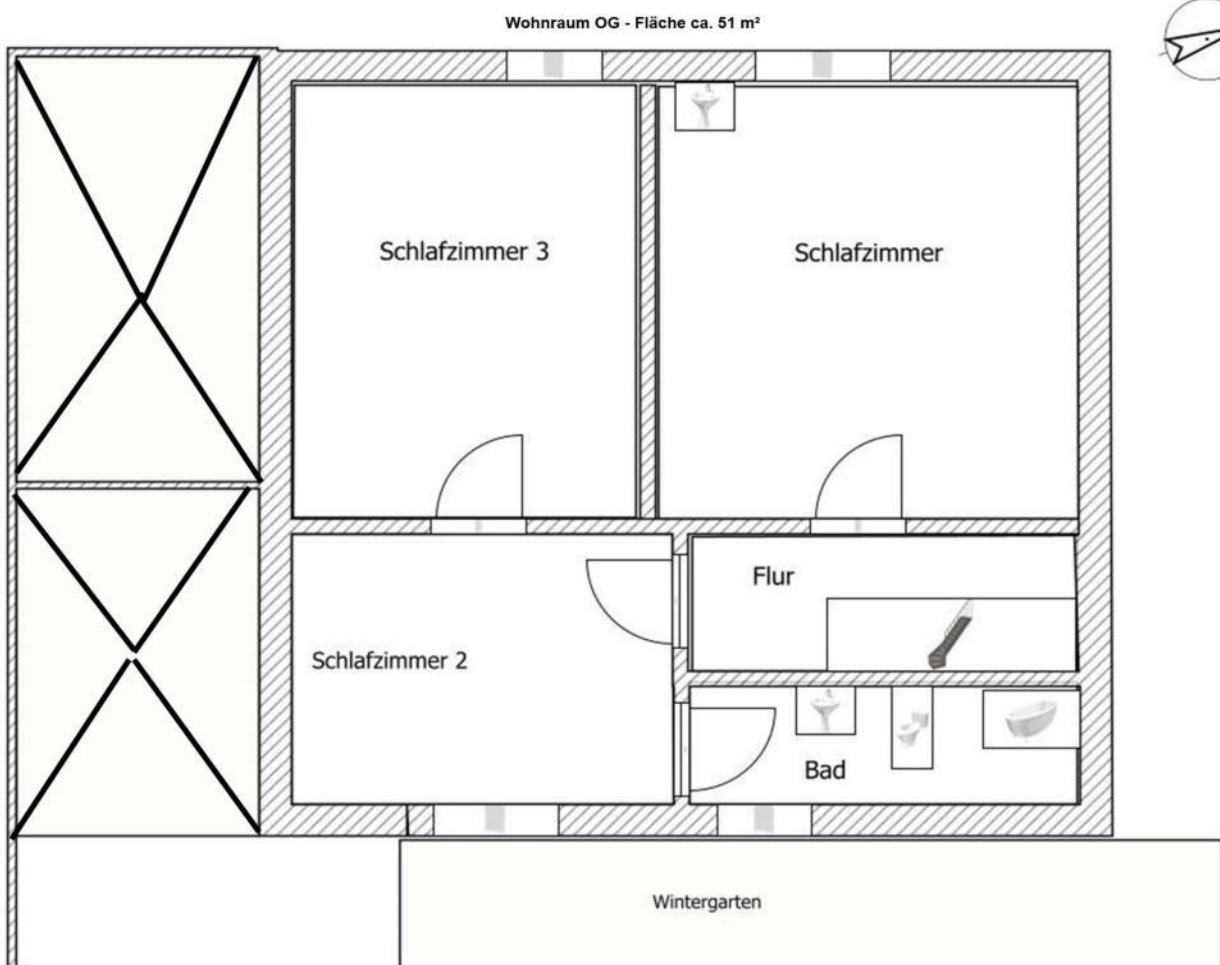 Wohnraum OG - Fläche ca. 51 m²
Schlafzimmer 3
Schlafzimmer
Flur
Schlafzimmer 2
Bad
Wintergarten